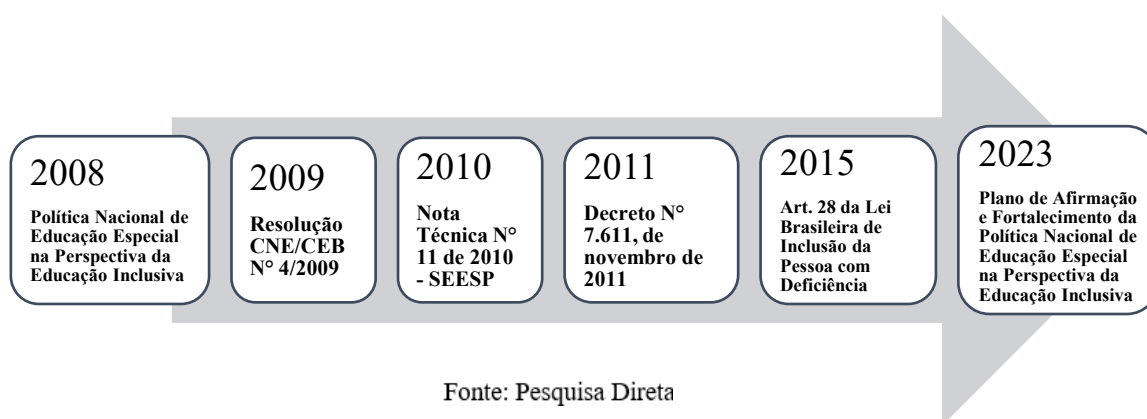 2008
Política Nacional de
Educação Especial
na Perspectiva da
Educação Inclusiva
2009
Resolução
CNE/CEB
N° 4/2009
2010
Nota
Técnica N°
11 de 2010
- SEESP
2011
Decreto N°
7.611, de
novembro de
2011
2015
Art. 28 da Lei
Brasileira de
Inclusão da
Pessoa com
Deficiência
2023
Plano de Afirmação
e Fortalecimento da
Política Nacional de
Educação Especial
na Perspectiva da
Educação Inclusiva
Fonte: Pesquisa Direta